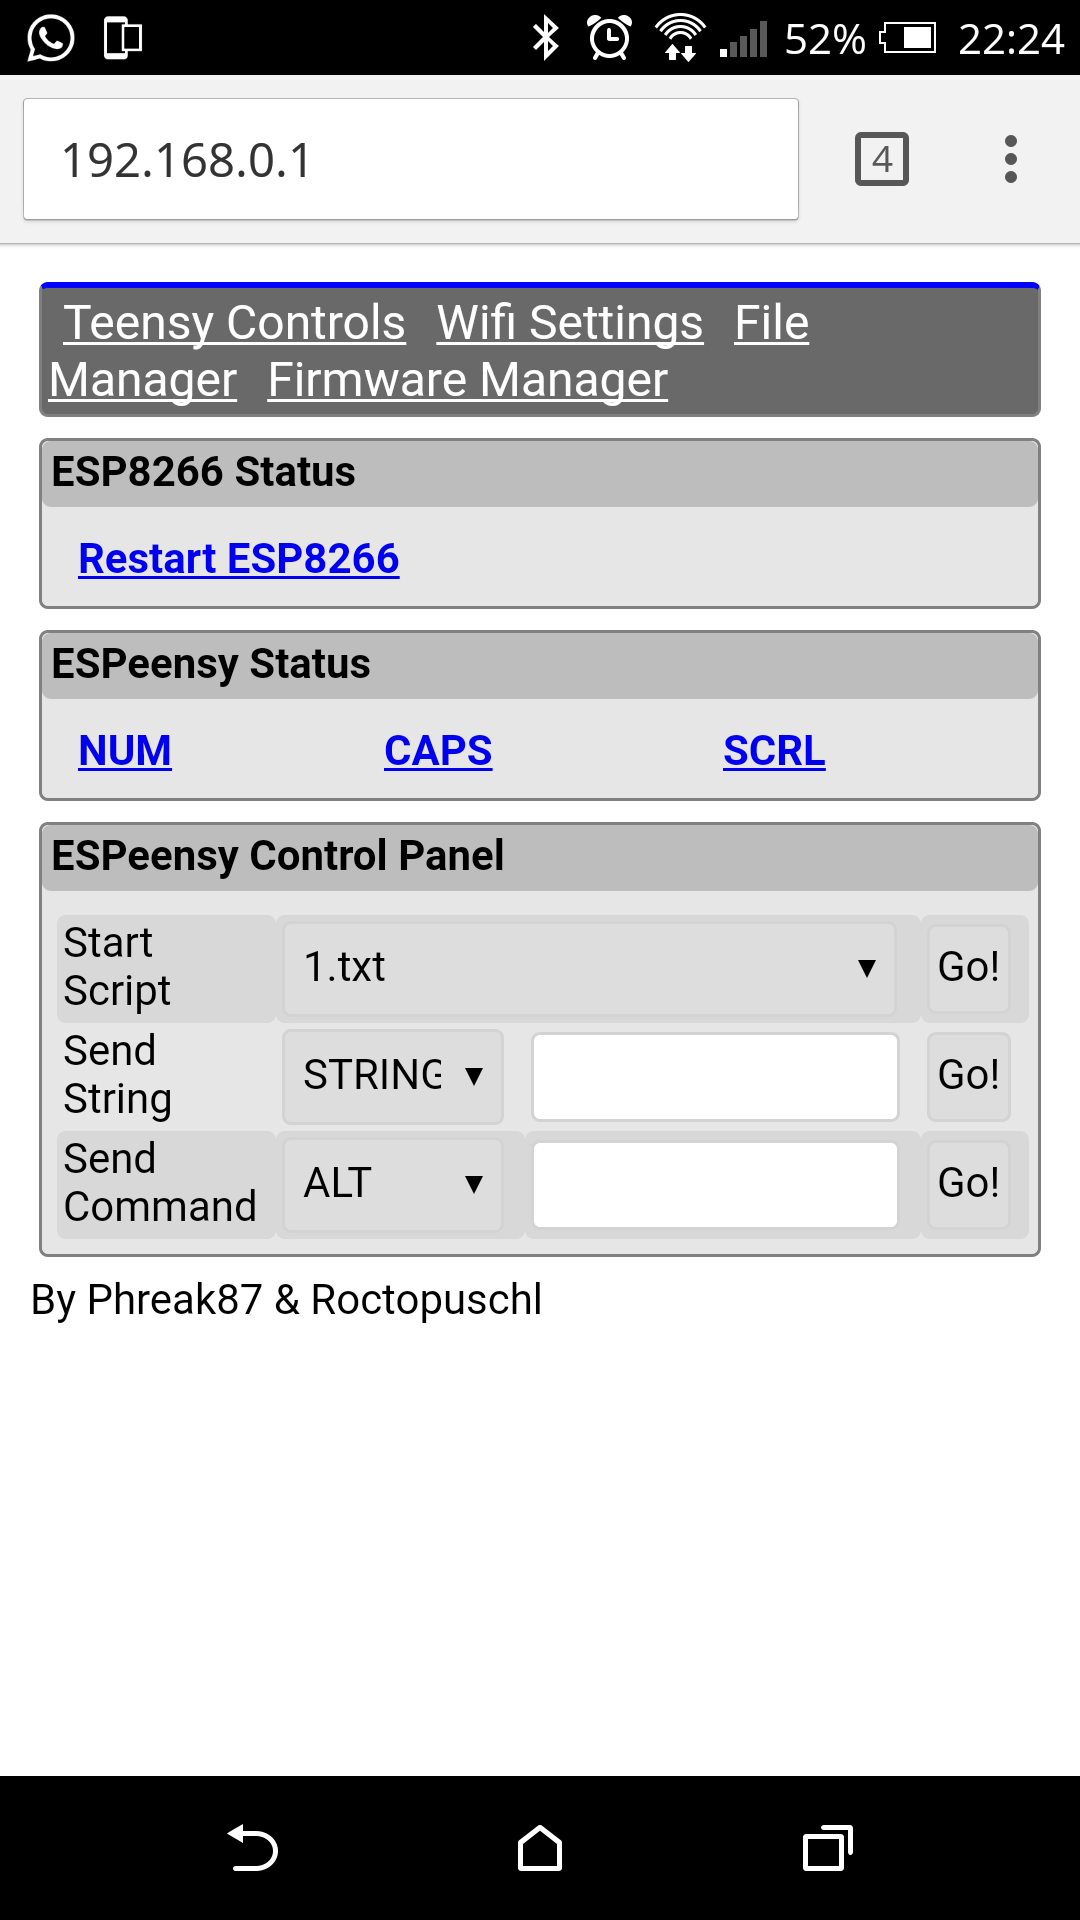 52% 22:24
192.168.0.1 4
Teensy Controls Wifi Settings File
Manager Firmware Manager
ESP8266 Status
Restart ESP8266
ESPeensy Status
NUM CAPS SCRL
ESPeensy Control Panel
Start
Script
1.txt ▼ Go!
Send
String
STRING ▼ Go!
Send
Command
ALT ▼ Go!
By Phreak87 & Roctopuschl